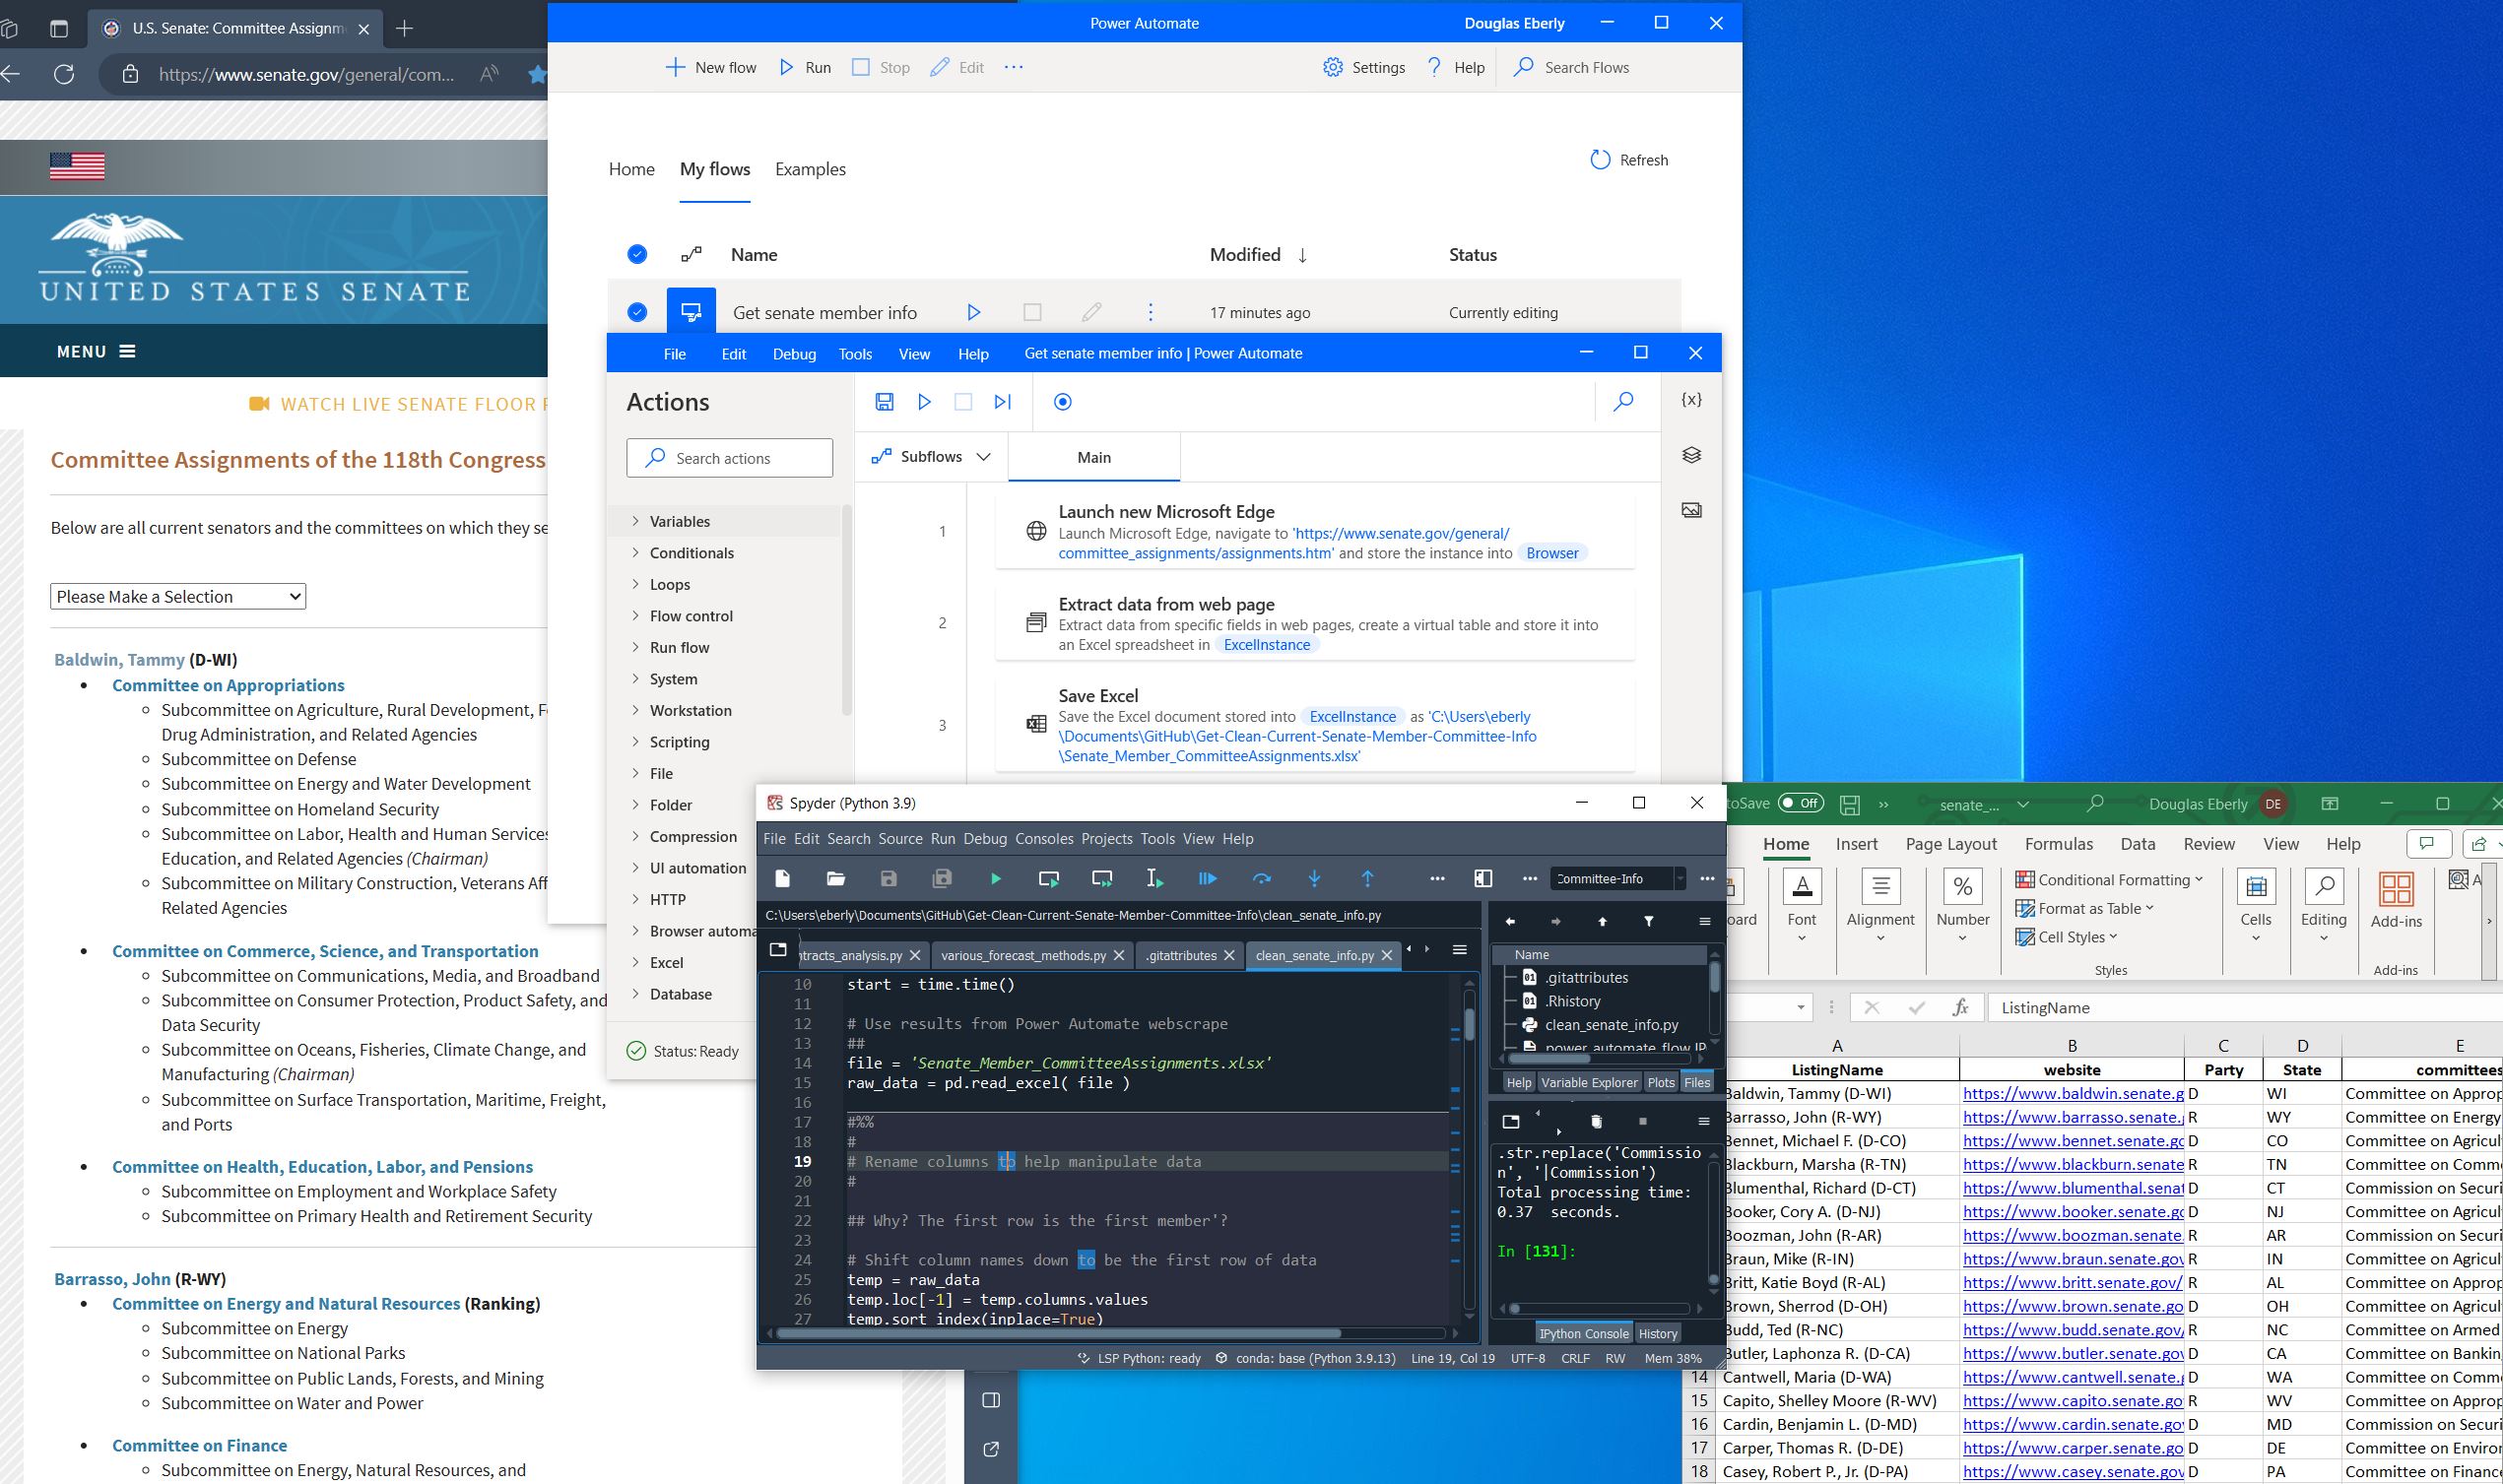 U.S. Senate: Committee Assignm
https://www.senate.gov/general/com...
UNITED STATES SENATE
MENU
WATCH LIVE SENATE FLOOR
Committee Assignments of the 118th Congress
Below are all current senators and the committees on which they se
Please Make a Selection
Baldwin, Tammy (D-WI)
Committee on Appropriations
Subcommittee on Agriculture, Rural Development, F
Drug Administration, and Related Agencies
Subcommittee on Defense
Subcommittee on Energy and Water Development
Subcommittee on Homeland Security
Subcommittee on Labor, Health and Human Services
Education, and Related Agencies (Chairman)
Subcommittee on Military Construction, Veterans Aff
Related Agencies
Committee on Commerce, Science, and Transportation
Subcommittee on Communications, Media, and Broadband
Subcommittee on Consumer Protection, Product Safety, and
Data Security
Subcommittee on Oceans, Fisheries, Climate Change, and
Manufacturing (Chairman)
Subcommittee on Surface Transportation, Maritime, Freight,
and Ports
Committee on Health, Education, Labor, and Pensions
Subcommittee on Employment and Workplace Safety
Subcommittee on Primary Health and Retirement Security
Barrasso, John (R-WY)
Committee on Energy and Natural Resources (Ranking)
Subcommittee on Energy
Subcommittee on National Parks
Subcommittee on Public Lands, Forests, and Mining
Subcommittee on Water and Power
Committee on Finance
Subcommittee on Energy, Natural Resources, and
Power Automate
Douglas Eberly
New flow Run Stop Edit ...
Settings ? Help Search Flows
Home My flows Examples
Refresh
Name Modified Status
Get senate member info 17 minutes ago Currently editing
File Edit Debug Tools View Help Get senate member info | Power Automate
Actions
Search actions
Variables
Conditionals
Loops
Flow control
Run flow
System
Workstation
Scripting
File
Folder
Compression
UI automation
HTTP
Browser automa
Excel
Database
Status: Ready
{x}
Subflows Main
1
Launch new Microsoft Edge
Launch Microsoft Edge, navigate to 'https://www.senate.gov/general/
committee_assignments/assignments.htm' and store the instance into Browser
2
Extract data from web page
Extract data from specific fields in web pages, create a virtual table and store it into
an Excel spreadsheet in ExcelInstance
3
Save Excel
Save the Excel document stored into ExcelInstance as 'C:\Users\eberly
\Documents\GitHub\Get-Clean-Current-Senate-Member-Committee-Info
\Senate_Member_CommitteeAssignments.xlsx'
Spyder (Python 3.9)
File Edit Search Source Run Debug Consoles Projects Tools View Help
Committee-Info
C:\Users\eberly\Documents\GitHub\Get-Clean-Current-Senate-Member-Committee-Info\clean_senate_info.py
ntracts_analysis.py various_forecast_methods.py .gitattributes clean_senate_info.py
10 start = time.time()
11
12 # Use results from Power Automate webscrape
13 ##
14 file = 'Senate_Member_CommitteeAssignments.xlsx'
15 raw_data = pd.read_excel( file )
16
17 #%%
18 #
19 # Rename columns to help manipulate data
20 #
21
22 ## Why? The first row is the first member'?
23
24 # Shift column names down to be the first row of data
25 temp = raw_data
26 temp.loc[-1] = temp.columns.values
27 temp.sort_index(inplace=True)
Name
.gitattributes
.Rhistory
clean_senate_info.py
power_automate_flow.JP
Help Variable Explorer Plots Files
.str.replace('Commissio
n', '|Commission')
Total processing time:
0.37 seconds.
In [131]:
IPython Console History
LSP Python: ready conda: base (Python 3.9.13) Line 19, Col 19 UTF-8 CRLF RW Mem 38%
toSave Off senate_... Douglas Eberly DE
Home Insert Page Layout Formulas Data Review View Help
oard
Font
Alignment
Number
Conditional Formatting
Format as Table
Cell Styles
Styles
Cells
Editing
Add-ins
Add-ins
A
fx ListingName
A B C D E
ListingName website Party State committees
Baldwin, Tammy (D-WI) https://www.baldwin.senate.g D WI Committee on Approp
Barrasso, John (R-WY) https://www.barrasso.senate. R WY Committee on Energy
Bennet, Michael F. (D-CO) https://www.bennet.senate.go D CO Committee on Agricul
Blackburn, Marsha (R-TN) https://www.blackburn.senate R TN Committee on Comme
Blumenthal, Richard (D-CT) https://www.blumenthal.senat D CT Commission on Securi
Booker, Cory A. (D-NJ) https://www.booker.senate.go D NJ Committee on Agricul
Boozman, John (R-AR) https://www.boozman.senate. R AR Commission on Securi
Braun, Mike (R-IN) https://www.braun.senate.gov R IN Committee on Agricul
Britt, Katie Boyd (R-AL) https://www.britt.senate.gov/ R AL Committee on Approp
Brown, Sherrod (D-OH) https://www.brown.senate.go D OH Committee on Agricul
Budd, Ted (R-NC) https://www.budd.senate.gov/ R NC Committee on Armed
Butler, Laphonza R. (D-CA) https://www.butler.senate.gov D CA Committee on Banking,
14 Cantwell, Maria (D-WA) https://www.cantwell.senate.g D WA Committee on Comme
15 Capito, Shelley Moore (R-WV) https://www.capito.senate.go R WV Committee on Approp
16 Cardin, Benjamin L. (D-MD) https://www.cardin.senate.gov D MD Commission on Securi
17 Carper, Thomas R. (D-DE) https://www.carper.senate.go D DE Committee on Environ
18 Casey, Robert P., Jr. (D-PA) https://www.casey.senate.gov D PA Committee on Finance